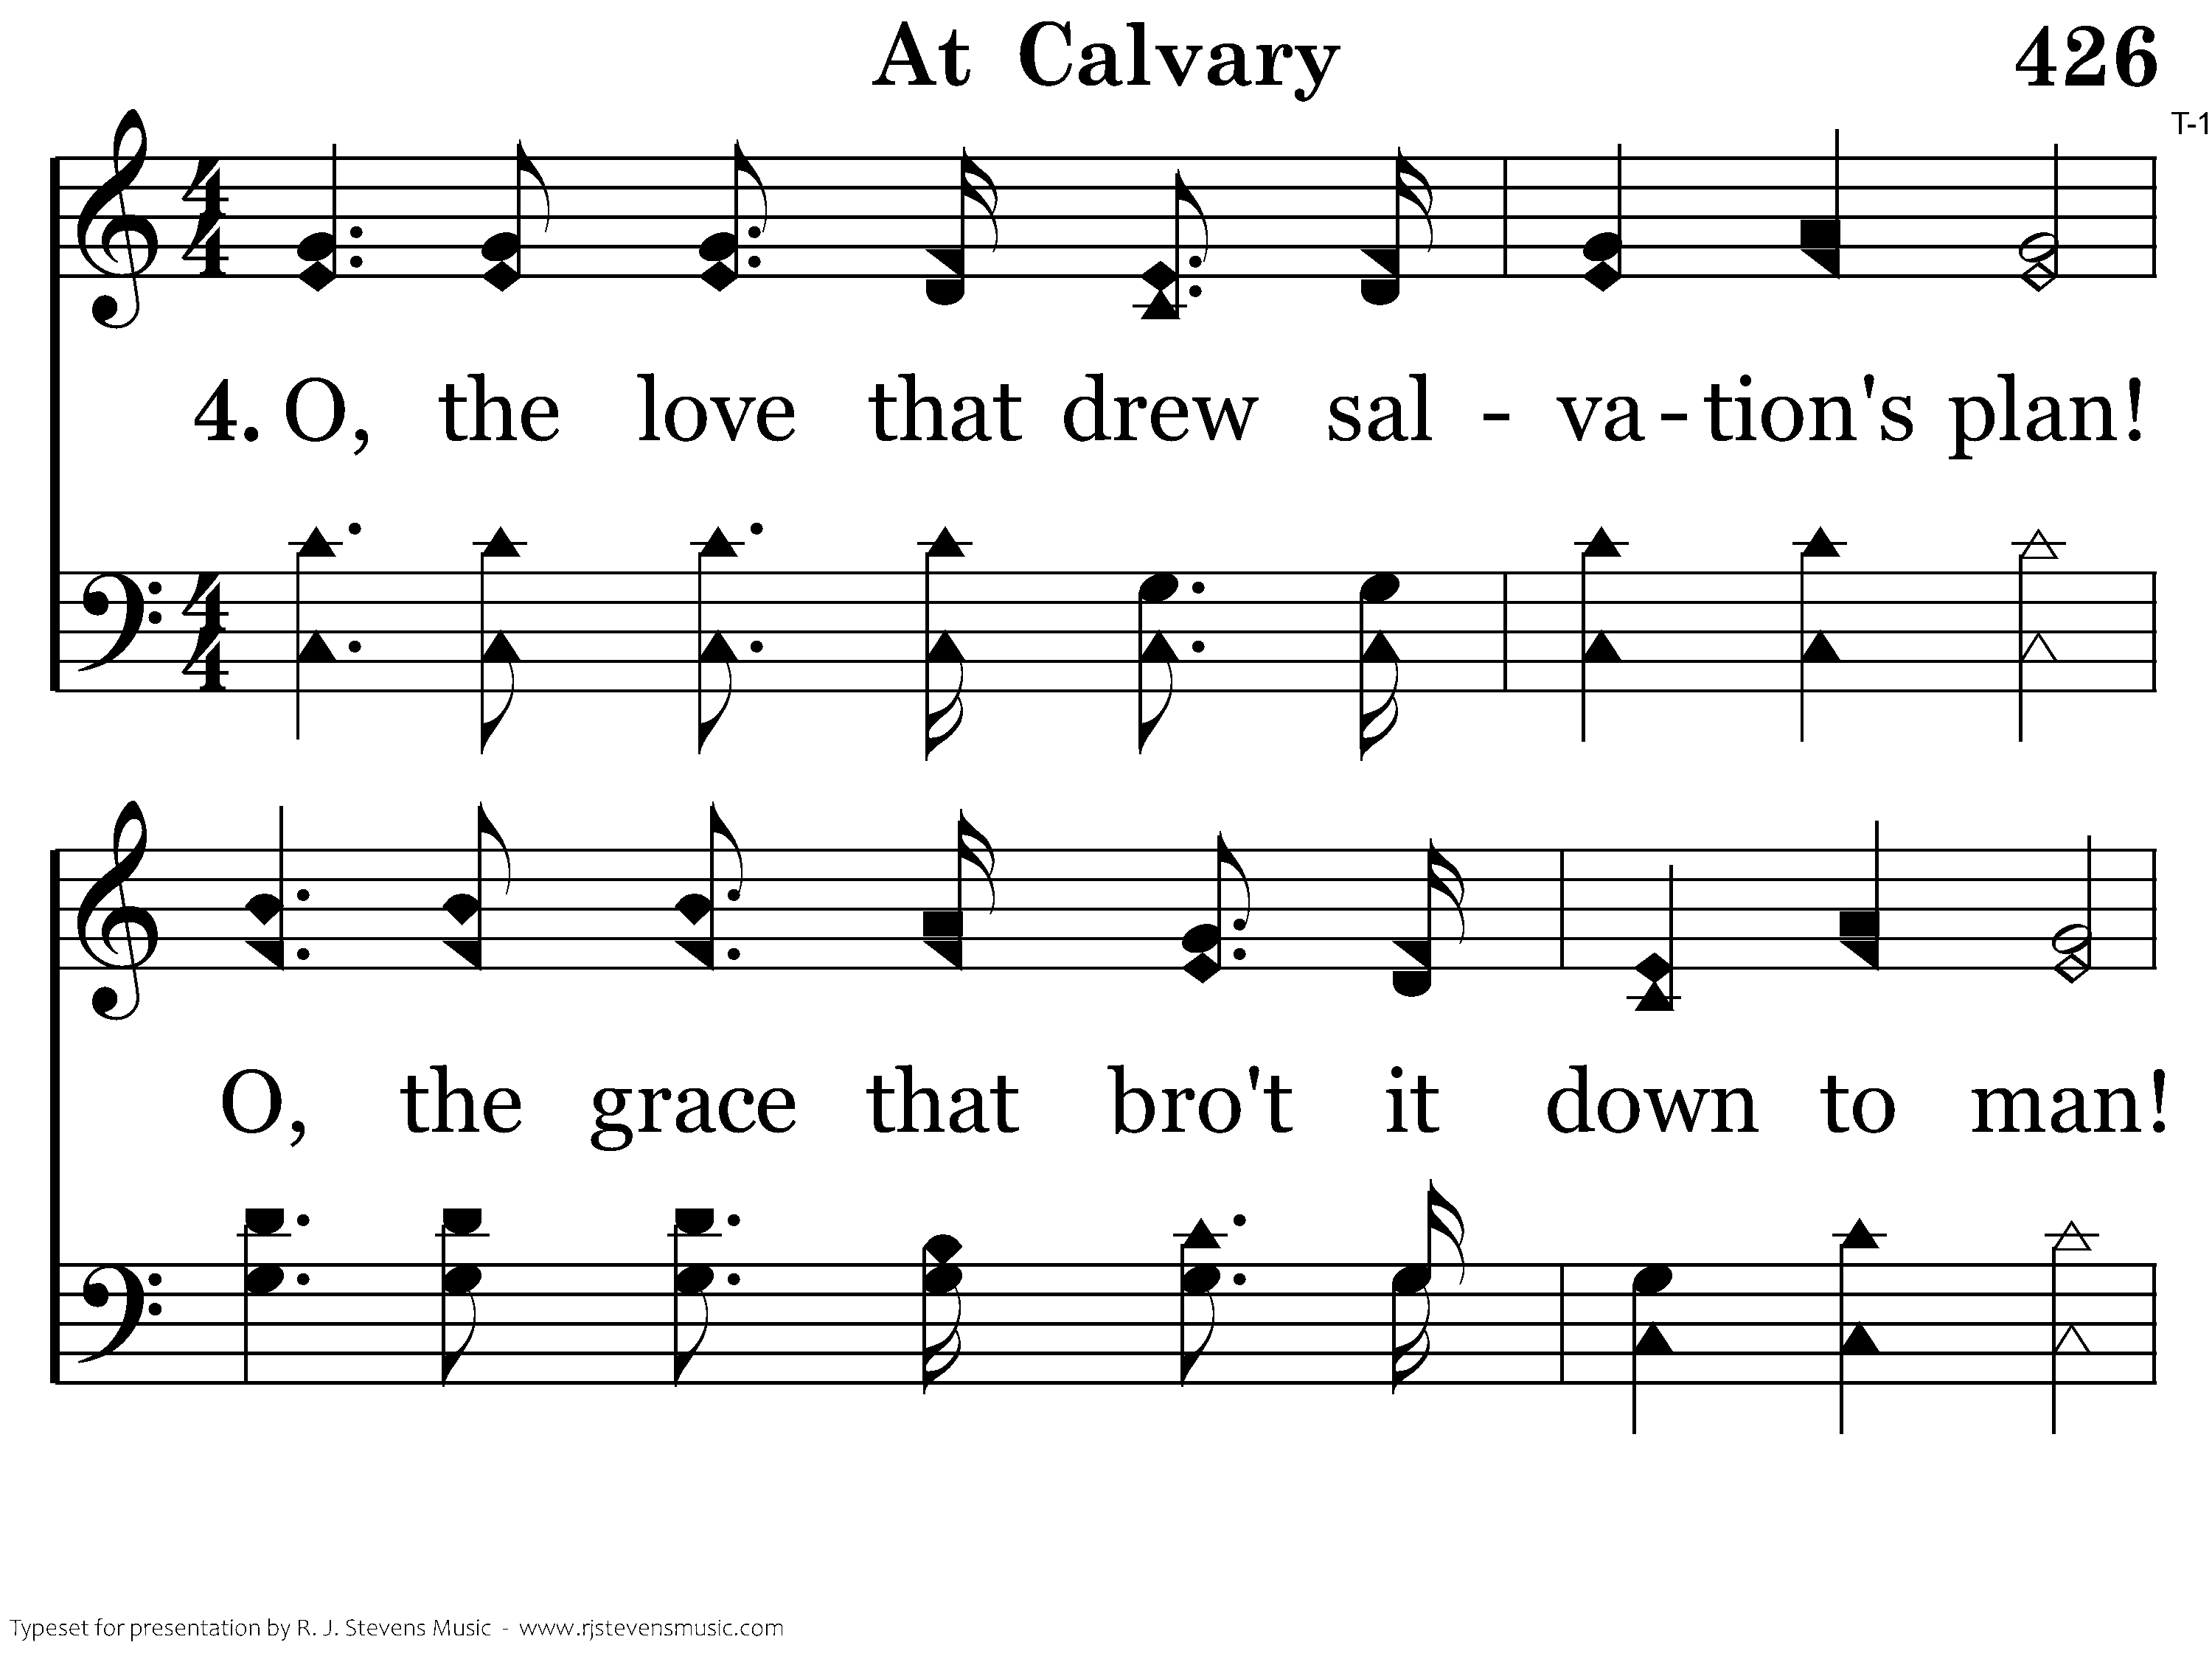 At Calvary 426
T-1
4. O, the love that drew sal - va - tion's plan!
O, the grace that bro't it down to man!
Typeset for presentation by R. J. Stevens Music - www.rjstevensmusic.com